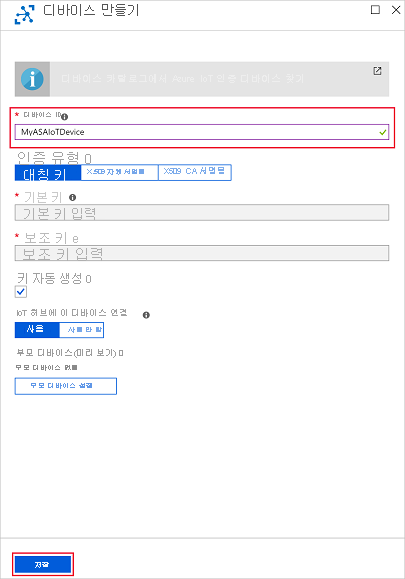 디바이스 만들기
디바이스 카탈로그에서 Azure IoT 인증 디바이스 찾기
* 디바이스 ID
MyASAIoTDevice
인증 유형 0
대칭 키
X.509 자체 서명됨
X.509 CA 서명됨
* 기본 키
기본 키 입력
* 보조 키 e
보조 키 입력
키 자동 생성 0
IoT 허브에 이 디바이스 연결
사용
사용 안 함
부모 디바이스(미리 보기) 0
부모 디바이스 없음
부모 디바이스 설정
저장